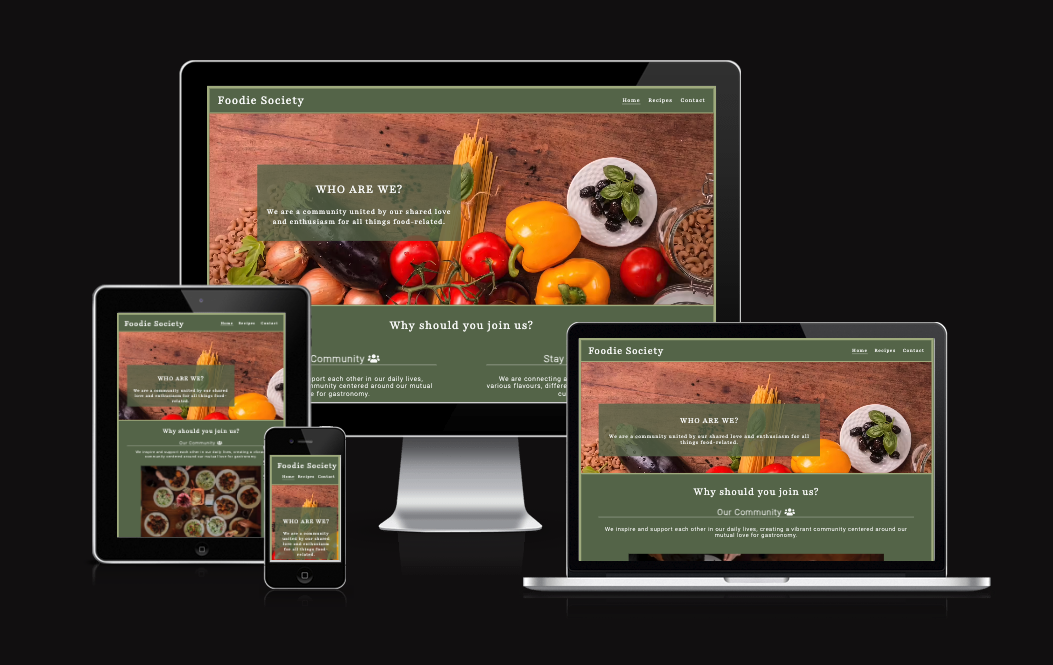 Foodie Society
Home Recipes Contact
WHO ARE WE?
We are a community united by our shared love
and enthusiasm for all things food-related.
Why should you join us?
Community
Stay
port each other in our daily lives,
mmunity centered around our mutual
e for gastronomy.
We are connecting a
various flavours, differe
cu
Foodie Society
Home Recipes Contact
WHO ARE WE?
We are a community united by our shared
love and enthusiasm for all things food-
related.
Why should you join us?
Our Community
We inspire and support each other in our daily lives, creating a vibra
community centered around our mutual love for gastronomy.
Foodie Society
Home Recipes Contact
WHO ARE WE?
We are a community
united by our shared
love and enthusiasm
for all things food-
related.
Foodie Society
Home Recipes Contact
WHO ARE WE?
We are a community united by our shared love and enthusiasm for all
things food-related.
Why should you join us?
Our Community
We inspire and support each other in our daily lives, creating a vibrant community centered around our
mutual love for gastronomy.